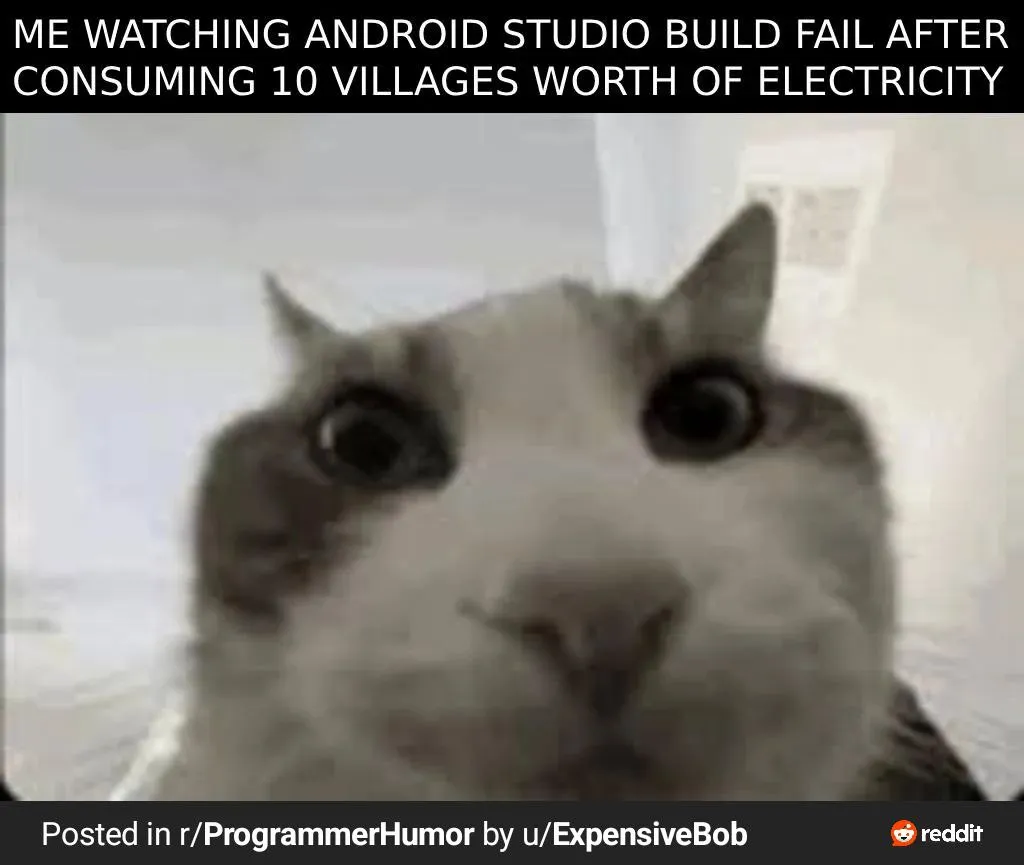 ME WATCHING ANDROID STUDIO BUILD FAIL AFTER
CONSUMING 10 VILLAGES WORTH OF ELECTRICITY
Posted in r/ProgrammerHumor by u/ExpensiveBob reddit